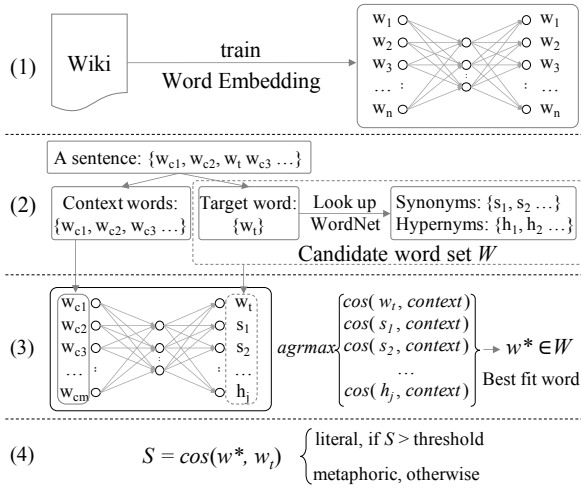 (1)
Wiki
train
Word Embedding
w1
w2
w3
...
wn
:
:
w1
w2
w3
...
wn
:
(2)
A sentence: {wc1, wc2, wt wc3 ...}
Context words:
{wc1, wc2, wc3 ...}
Target word:
{wt}
Look up
WordNet
Synonyms: {s1, s2 ...}
Hypernyms: {h1, h2 ...}
Candidate word set W
(3)
wc1
wc2
wc3
...
wcm
:
:
:
wt
s1
s2
...
hj
agrmax
cos( wt , context)
cos( s1 , context)
cos( s2 , context)
...
cos( hj , context)
w* ∈ W
Best fit word
(4)
S = cos(w*, wt)
literal, if S > threshold
metaphoric, otherwise